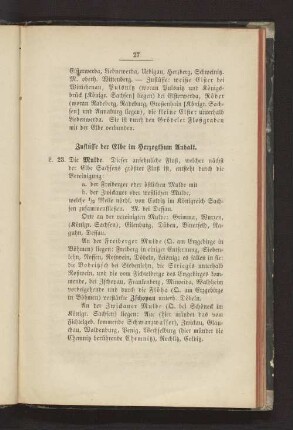 27
Elsterwerda, Uebigau, Herzberg, Schweinitz.
M. oberh. Wittenberg. — Zuflüsse: weiße Elster bei
Pulsnitz (woran Pulsnitz und Königs-
brück [Königr. Sachsen] liegen) bei Elsterwerda, Röder
(woran Radeberg, Radeburg, Großenhain [Königr. Sach-
sen] liegen), die kleine Elster unterhalb
Liebenwerda. Sie ist durch den Gröbeler Floßgraben
mit der Elbe verbunden.
Zuflüsse der Elbe im Herzogthum Anhalt.
§. 25. Die Mulde. Dieser ansehnliche Fluß, welcher nächst
der Elbe Sachsens größter Fluß ist, entsteht durch die
Vereinigung
a. der Freiberger oder östlichen Mulde mit
b. der Zwickauer oder westlichen Mulde,
welche ½ Meile nördl. von Colditz im Königreich Sach-
sen zusammenfließen. M. bei Dessau.
Orte an der vereinigten Mulde: Grimma, Wurzen,
(Königr. Sachsen), Eilenburg, Düben, Bitterfeld, Ra-
guhn, Dessau.
An der Freiberger Mulde (Q. am Erzgebirge in
Böhmen) liegen: Freiberg in einiger Entfernung, Sieben-
lehn, Nossen, Roßwein, Döbeln, Leisnig; es fließt in sie
die Bobritzsch bei Siebenlehn, die Striegis unterhalb
Roßwein, und die vom Fichtelberge des Erzgebirges kom-
mende, bei Zschopau, Frankenberg, Mitweida, Waldheim
vorbeigehende und durch die Flöha (Q. am Erzgebirge
in Böhmen) verstärkte Zschopau unterh. Döbeln.
An der Zwickauer Mulde (Q. bei Schöneck im
Königr. Sachsen) liegen: Aue (hier mündet das vom
Fichtelgeb. kommende Schwarzwasser), Zwickau, Glau-
chau, Waldenburg, Penig, Wechselburg (hier mündet
die Chemnitz berührende Chemnitz), Rochlitz, Colditz.